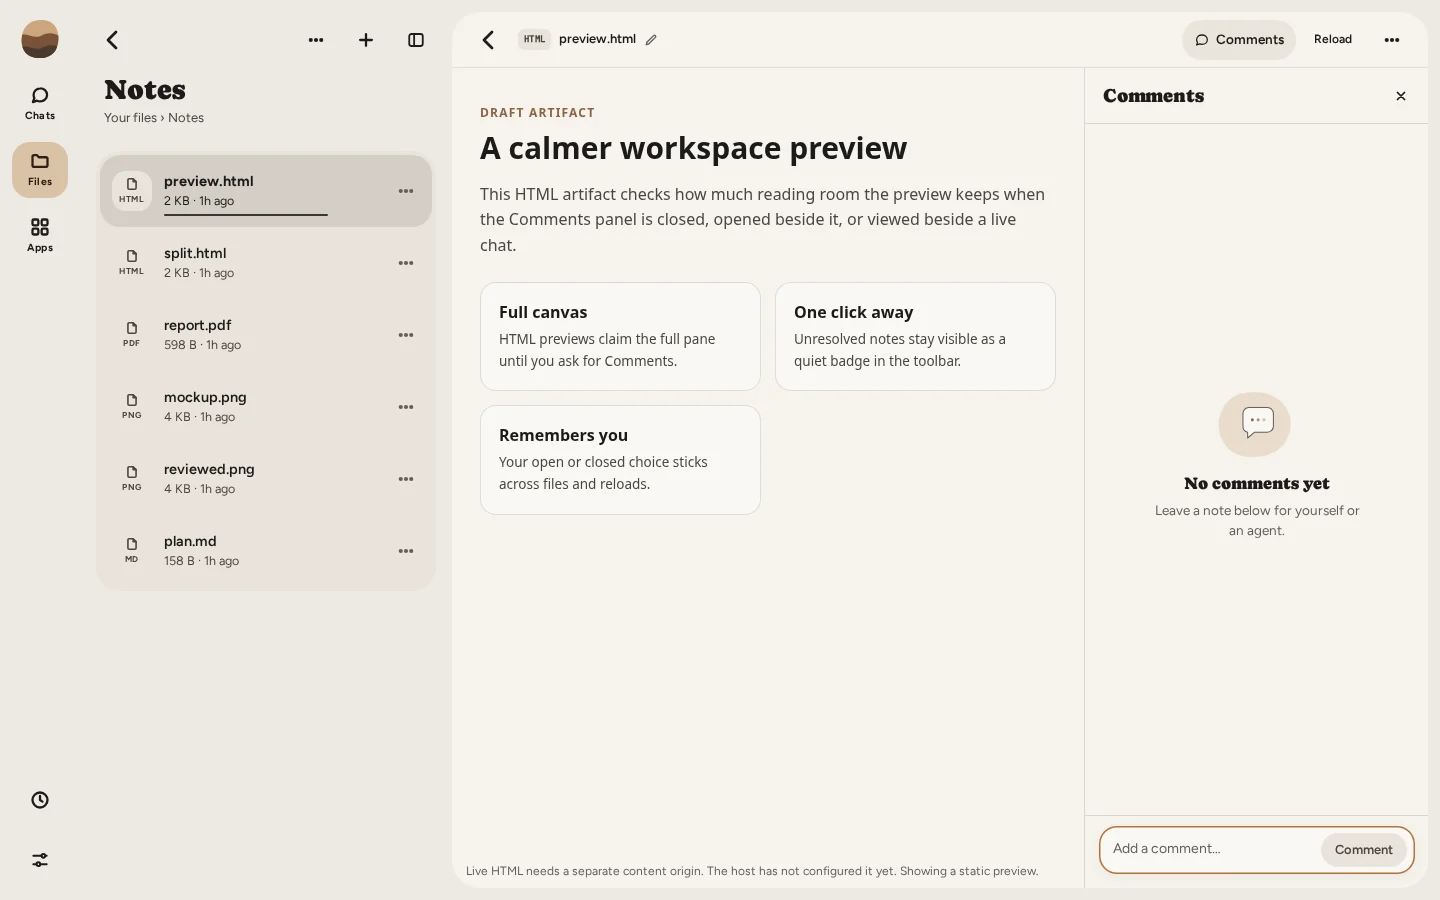 Chats
Files
Apps
Notes
Your files › Notes
HTML
preview.html
2 KB · 1h ago
HTML
split.html
2 KB · 1h ago
PDF
report.pdf
598 B · 1h ago
PNG
mockup.png
4 KB · 1h ago
PNG
reviewed.png
4 KB · 1h ago
MD
plan.md
158 B · 1h ago
HTML preview.html
Comments
Reload
DRAFT ARTIFACT
A calmer workspace preview
This HTML artifact checks how much reading room the preview keeps when
the Comments panel is closed, opened beside it, or viewed beside a live
chat.
Full canvas
HTML previews claim the full pane
until you ask for Comments.
One click away
Unresolved notes stay visible as a
quiet badge in the toolbar.
Remembers you
Your open or closed choice sticks
across files and reloads.
Live HTML needs a separate content origin. The host has not configured it yet. Showing a static preview.
Comments
No comments yet
Leave a note below for yourself or
an agent.
Add a comment...
Comment